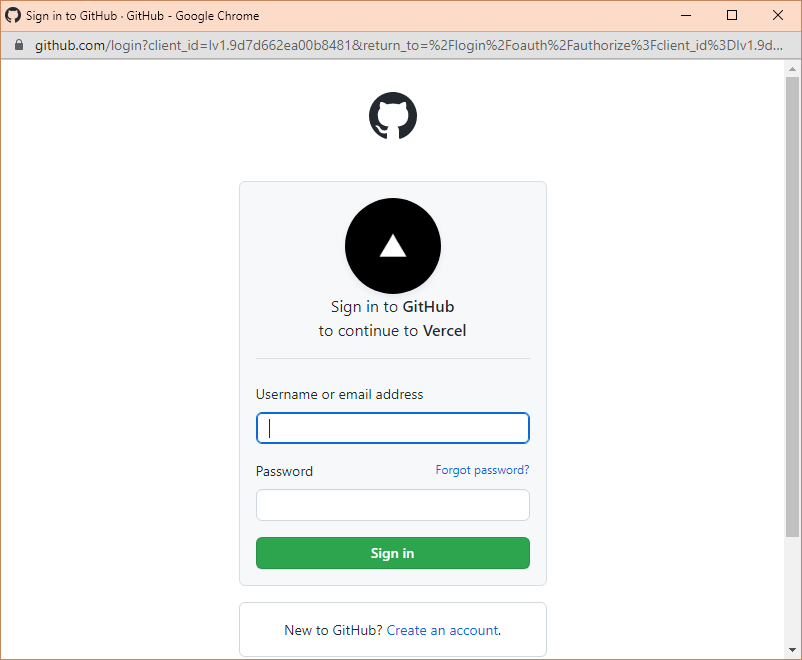 Sign in to GitHub · GitHub - Google Chrome
github.com/login?client_id=lv1.9d7d662ea00b8481&return_to=%2Flogin%2Foauth%2Fauthorize%3Fclient_id%3Dlv1.9d...
Sign in to GitHub
to continue to Vercel
Username or email address
Password
Forgot password?
Sign in
New to GitHub? Create an account.